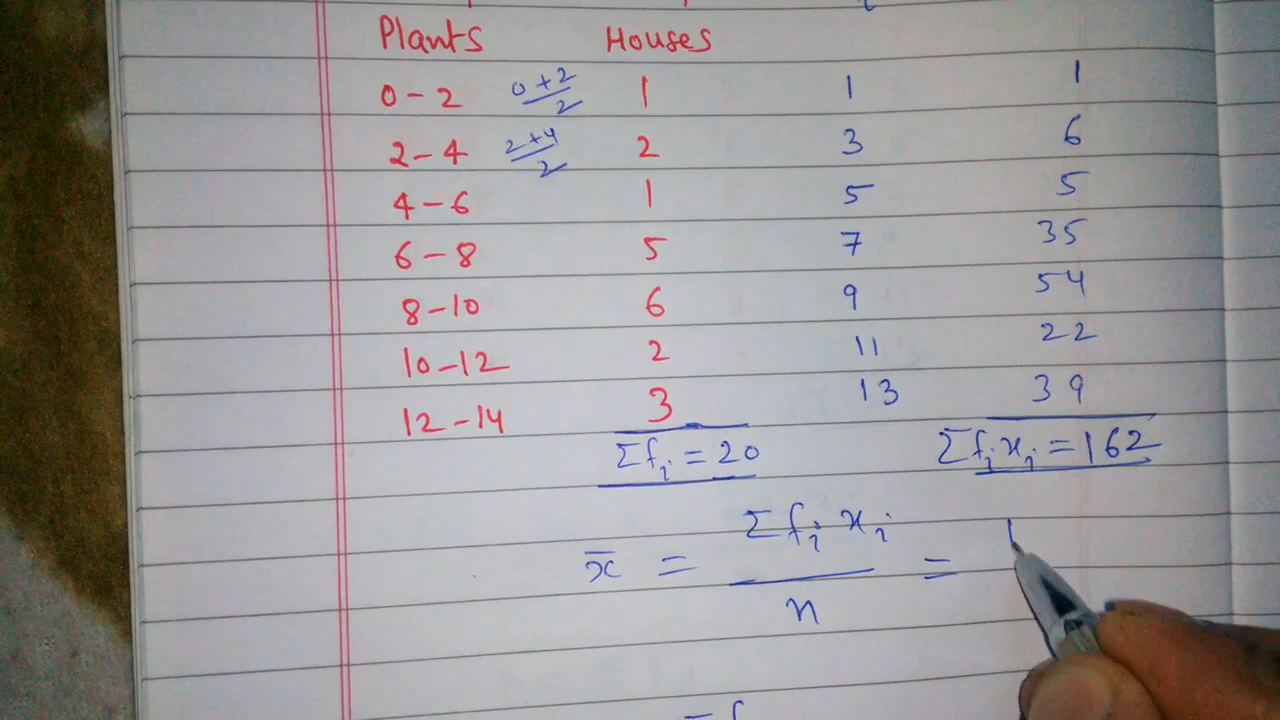 Plants Houses
0-2 0+2/2 1 1 1
2-4 2+4/2 2 3 6
4-6 1 5 5
6-8 5 7 35
8-10 6 9 54
10-12 2 11 22
12-14 3 13 39
Σfᵢ = 20 Σfᵢxᵢ = 162
x̄ = Σfᵢxᵢ/n =